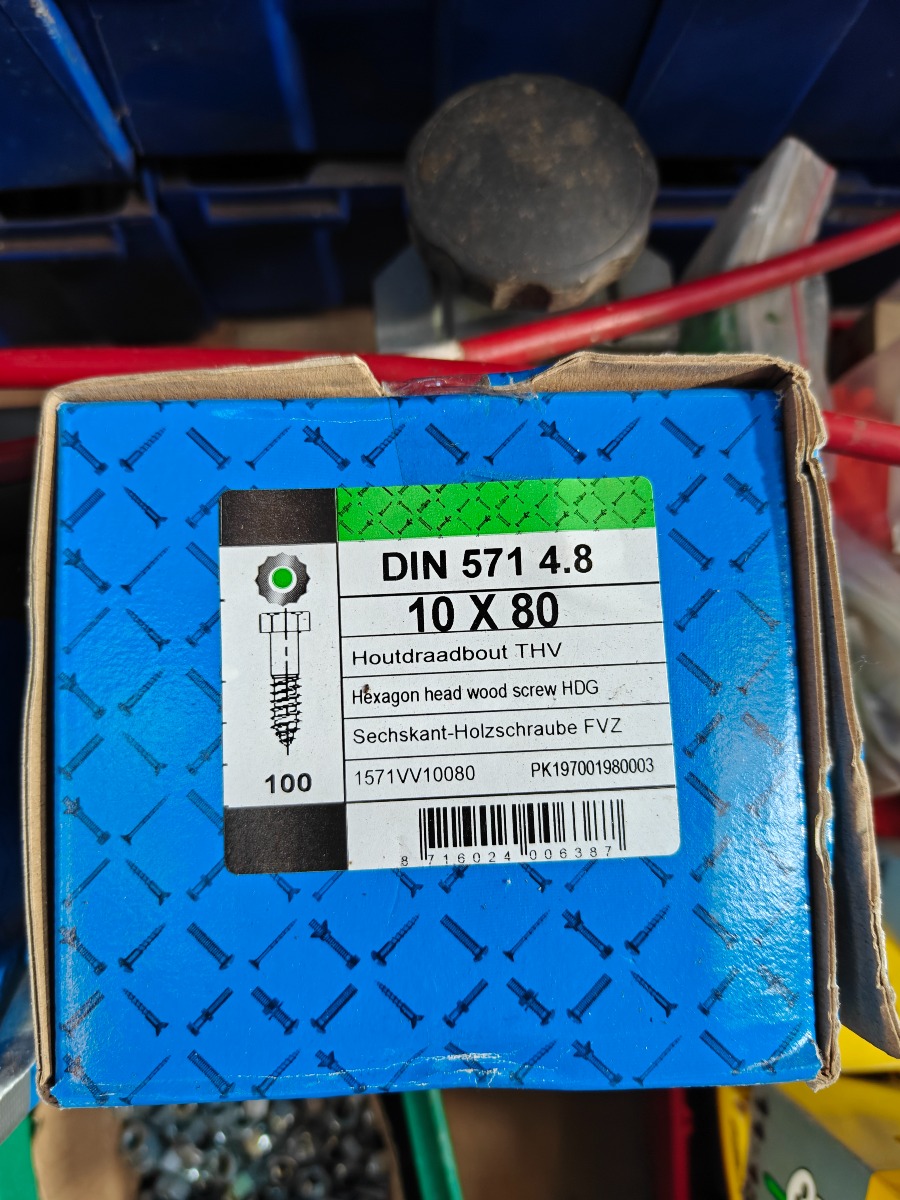 DIN 571 4.8
10 X 80
Houtdraadbout THV
Hexagon head wood screw HDG
Sechskant-Holzschraube FVZ
100
1571VV10080 PK197001980003
8 716024 006387